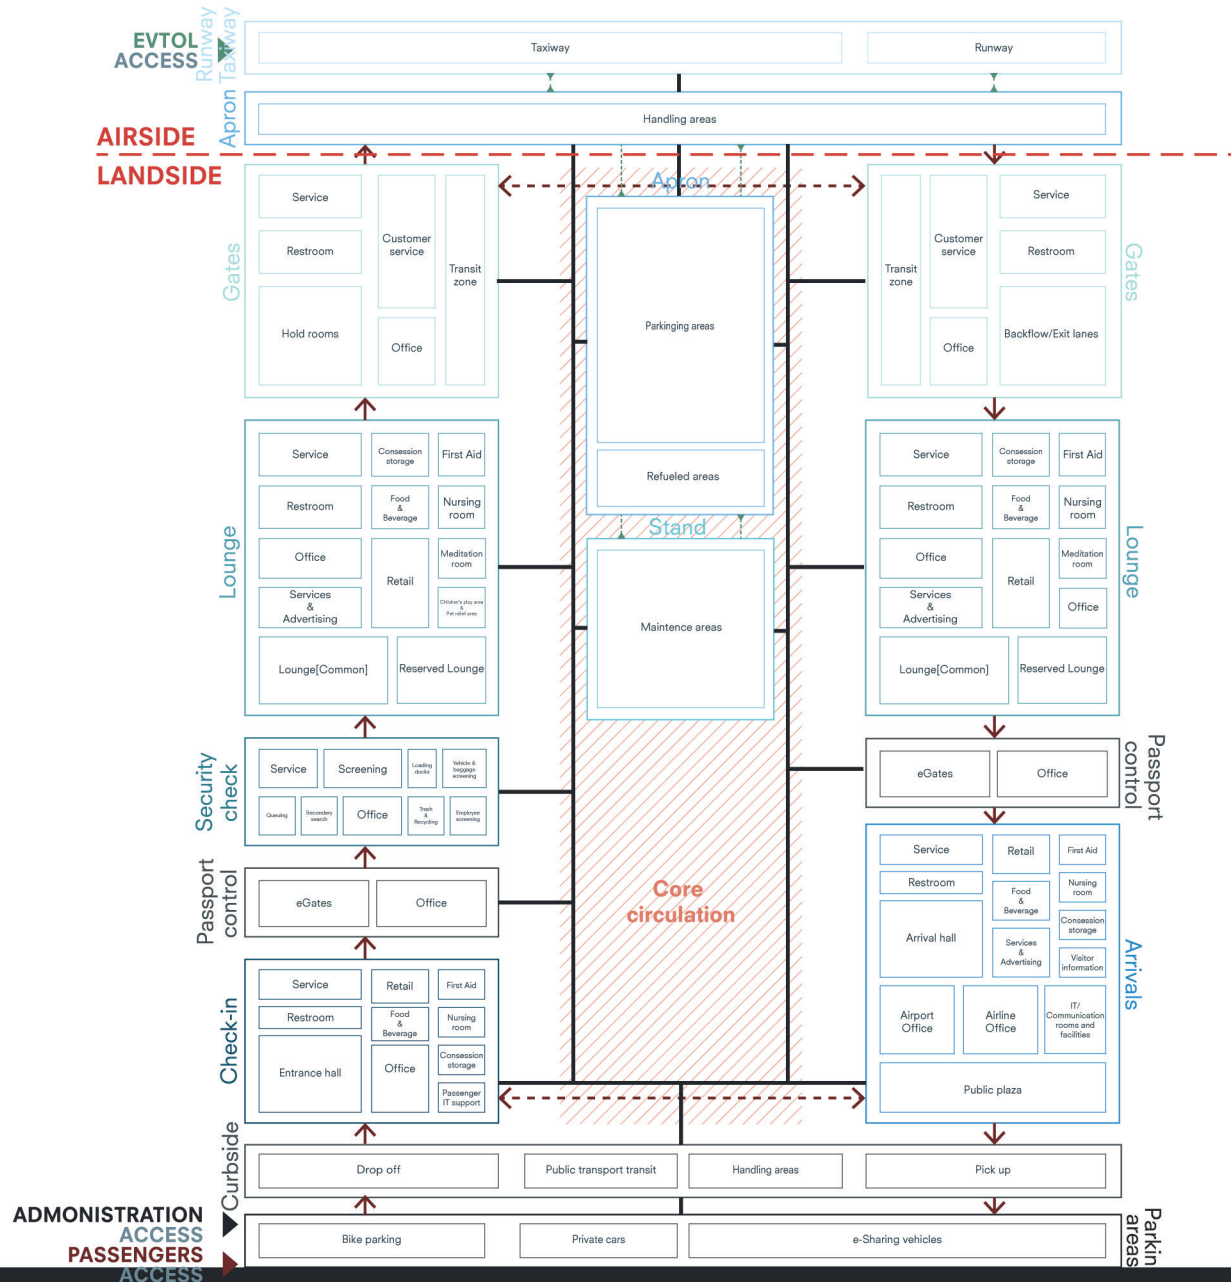 EVTOL
ACCESS
Runway
Taxiway
Taxiway
Runway
Apron
Handling areas
AIRSIDE
LANDSIDE
Gates
Service
Restroom
Hold rooms
Customer
service
Office
Transit
zone
Apron
Parkinging areas
Refueled areas
Stand
Maintence areas
Core
circulation
Transit
zone
Customer
service
Office
Service
Restroom
Backflow/Exit lanes
Gates
Lounge
Service
Consession
storage
First Aid
Restroom
Food
&
Beverage
Nursing
room
Office
Retail
Meditation
room
Services
&
Advertising
Children's play area
&
Pet relief area
Lounge[Common]
Reserved Lounge
Service
Consession
storage
First Aid
Restroom
Food
&
Beverage
Nursing
room
Office
Retail
Meditation
room
Services
&
Advertising
Office
Lounge[Common]
Reserved Lounge
Lounge
Security
check
Service
Screening
Loading
docks
Vehicle &
baggage
screening
Queuing
Secondary
search
Office
Trash
&
Recycling
Employee
screening
eGates
Office
Passport
control
Passport
control
eGates
Office
Service
Retail
First Aid
Restroom
Food
&
Beverage
Nursing
room
Arrival hall
Services
&
Advertising
Consession
storage
Visitor
information
Airport
Office
Airline
Office
IT/
Communication
rooms and
facilities
Public plaza
Arrivals
Check-in
Service
Retail
First Aid
Restroom
Food
&
Beverage
Nursing
room
Entrance hall
Office
Consession
storage
Passenger
IT support
Curbside
Drop off
Public transport transit
Handling areas
Pick up
ADMONISTRATION
ACCESS
PASSENGERS
ACCESS
Bike parking
Private cars
e-Sharing vehicles
Parkin
areas